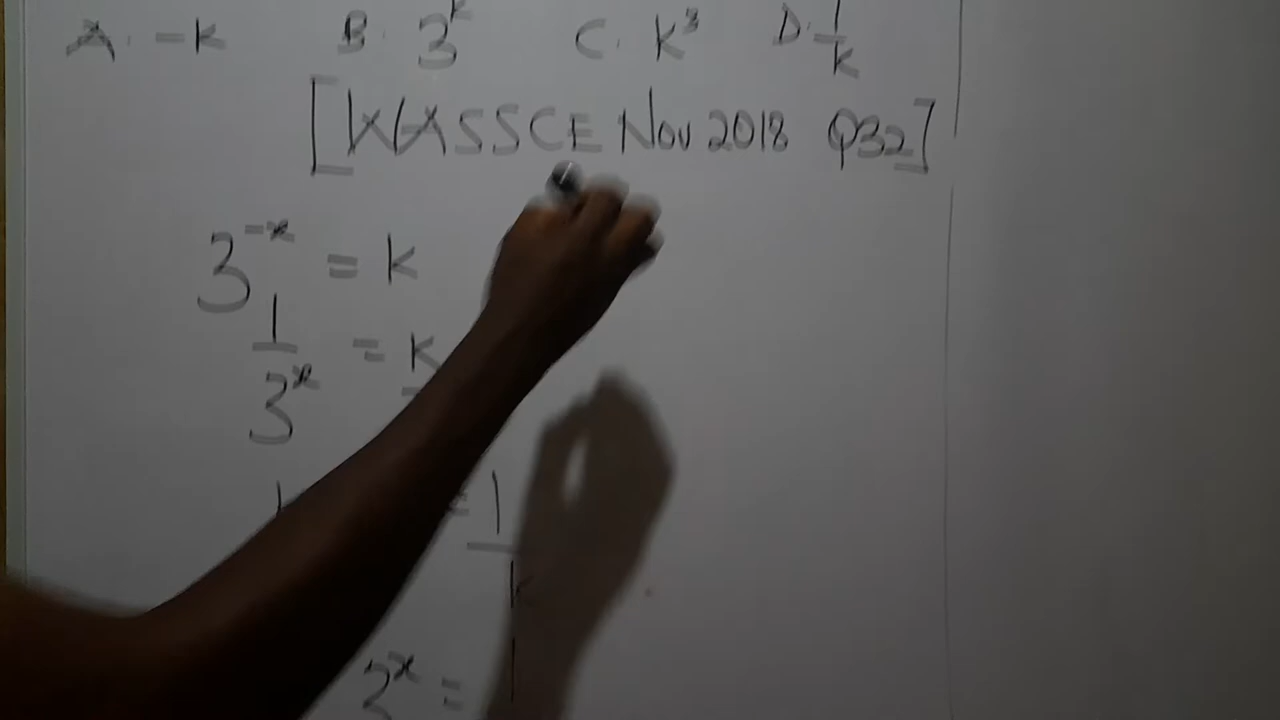 A. -k B. 3^k C. k^3 D. 1/k
[WASSCE Nov 2018 Q32]
3^-x = k
1/3^x = k
= 1/k
3^x =